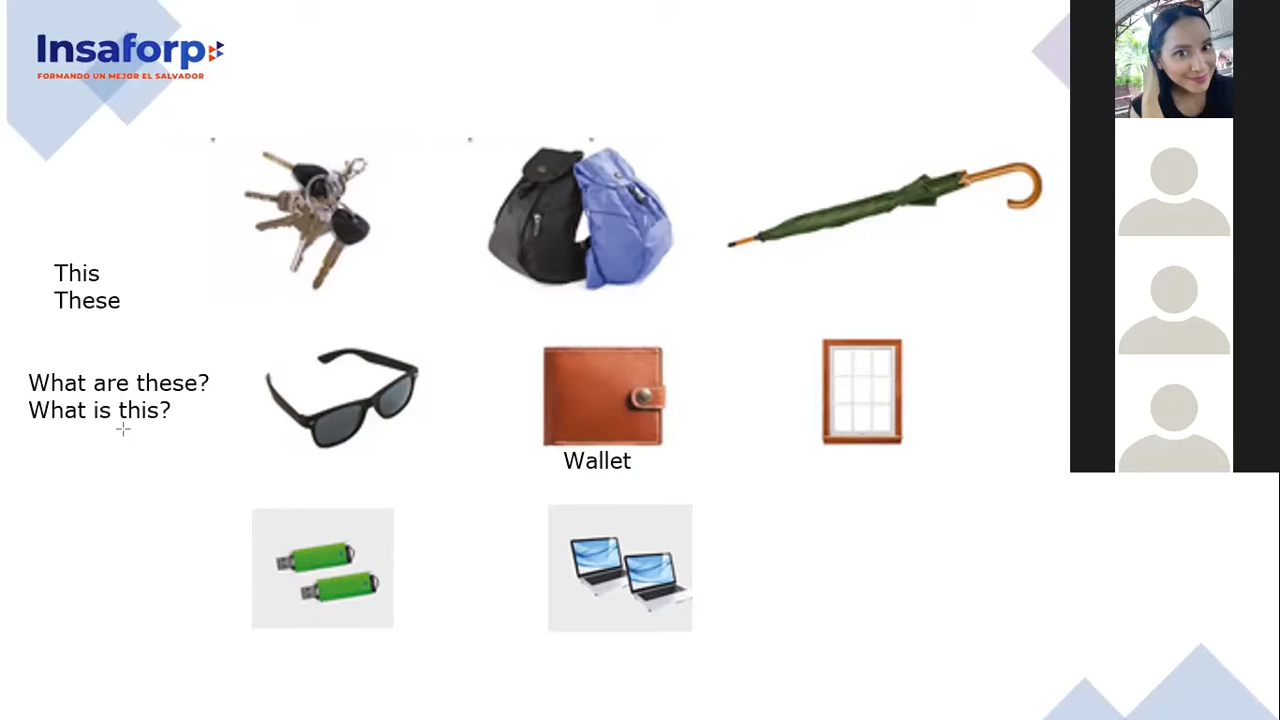 Insaforp
FORMANDO UN MEJOR EL SALVADOR
This
These
What are these?
What is this?
Wallet